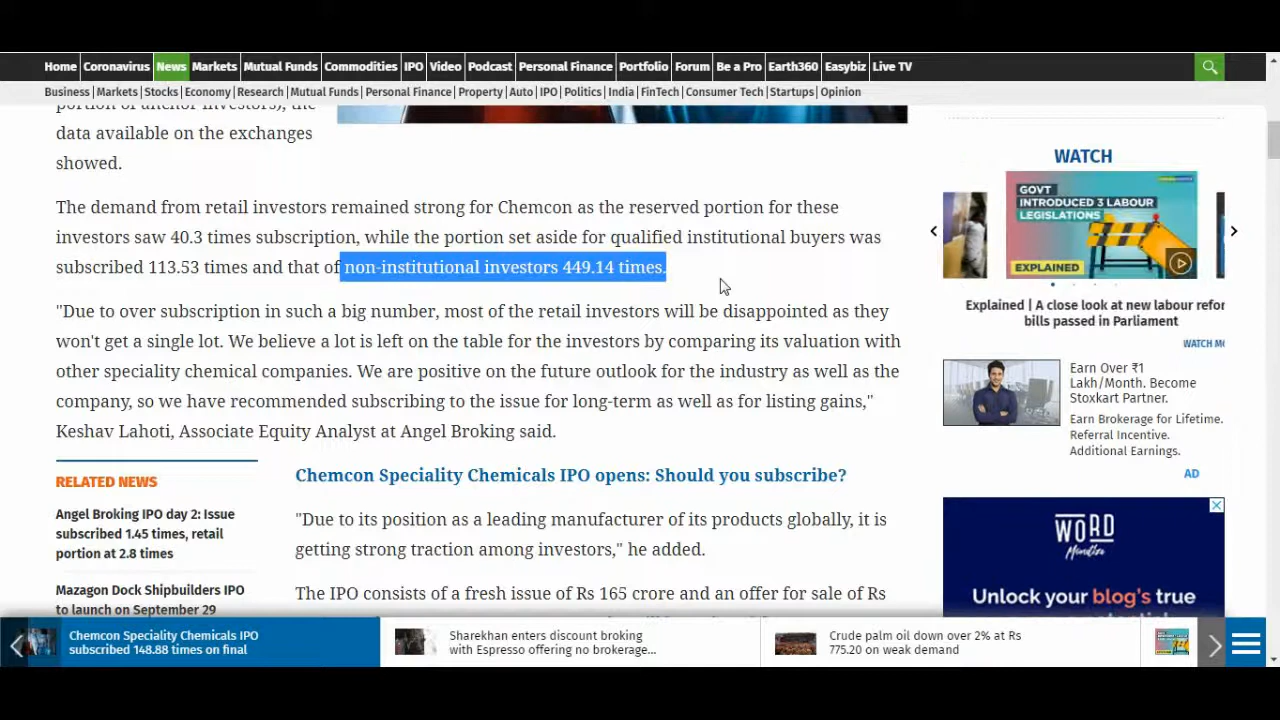 Home Coronavirus News Markets Mutual Funds Commodities IPO Video Podcast Personal Finance Portfolio Forum Be a Pro Earth360 Easybiz Live TV
Business | Markets | Stocks | Economy | Research | Mutual Funds | Personal Finance | Property | Auto | IPO | Politics | India | FinTech | Consumer Tech | Startups | Opinion
portion of anchor investors), the
data available on the exchanges
showed.
The demand from retail investors remained strong for Chemcon as the reserved portion for these
investors saw 40.3 times subscription, while the portion set aside for qualified institutional buyers was
subscribed 113.53 times and that of non-institutional investors 449.14 times.
"Due to over subscription in such a big number, most of the retail investors will be disappointed as they
won't get a single lot. We believe a lot is left on the table for the investors by comparing its valuation with
other speciality chemical companies. We are positive on the future outlook for the industry as well as the
company, so we have recommended subscribing to the issue for long-term as well as for listing gains,"
Keshav Lahoti, Associate Equity Analyst at Angel Broking said.
RELATED NEWS
Angel Broking IPO day 2: Issue
subscribed 1.45 times, retail
portion at 2.8 times
Mazagon Dock Shipbuilders IPO
to launch on September 29
Chemcon Speciality Chemicals IPO opens: Should you subscribe?
"Due to its position as a leading manufacturer of its products globally, it is
getting strong traction among investors," he added.
The IPO consists of a fresh issue of Rs 165 crore and an offer for sale of Rs
WATCH
GOVT
INTRODUCED 3 LABOUR
LEGISLATIONS
EXPLAINED
Explained | A close look at new labour refor
bills passed in Parliament
WATCH MO
Earn Over ₹1
Lakh/Month. Become
Stoxkart Partner.
Earn Brokerage for Lifetime.
Referral Incentive.
Additional Earnings.
AD
WORD
Unlock your blog's true
Chemcon Speciality Chemicals IPO
subscribed 148.88 times on final
Sharekhan enters discount broking
with Espresso offering no brokerage...
Crude palm oil down over 2% at Rs
775.20 on weak demand